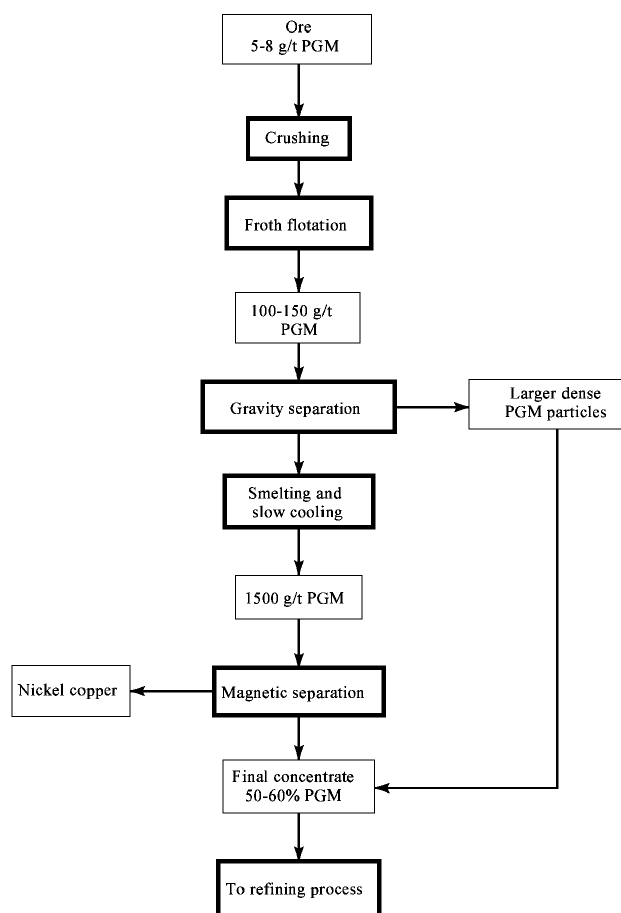 Ore
5-8 g/t PGM
Crushing
Froth flotation
100-150 g/t
PGM
Gravity separation
Larger dense
PGM particles
Smelting and
slow cooling
1500 g/t PGM
Nickel copper
Magnetic separation
Final concentrate
50-60% PGM
To refining process